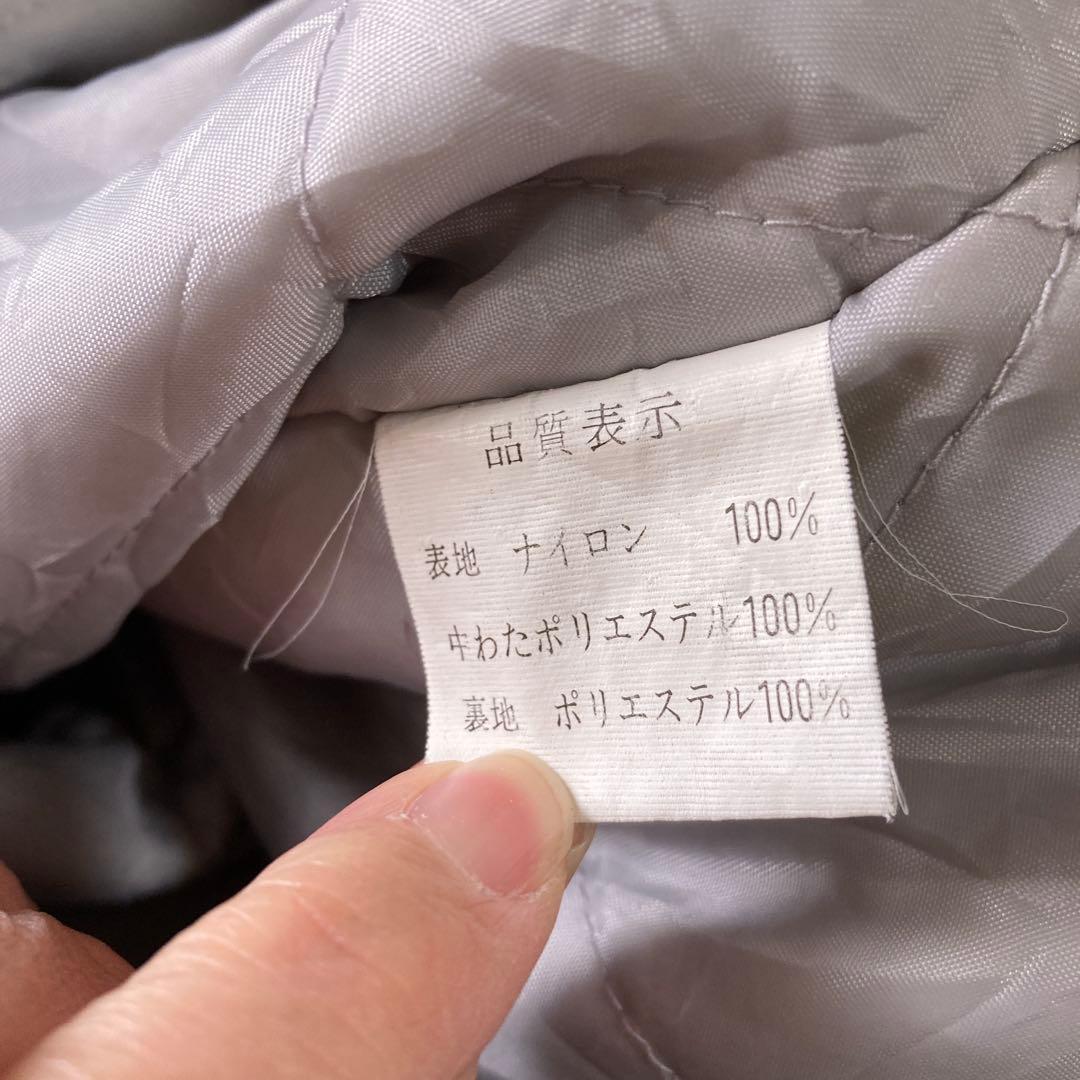 品質表示
表地 ナイロン 100%
中わたポリエステル100%
裏地 ポリエステル100%